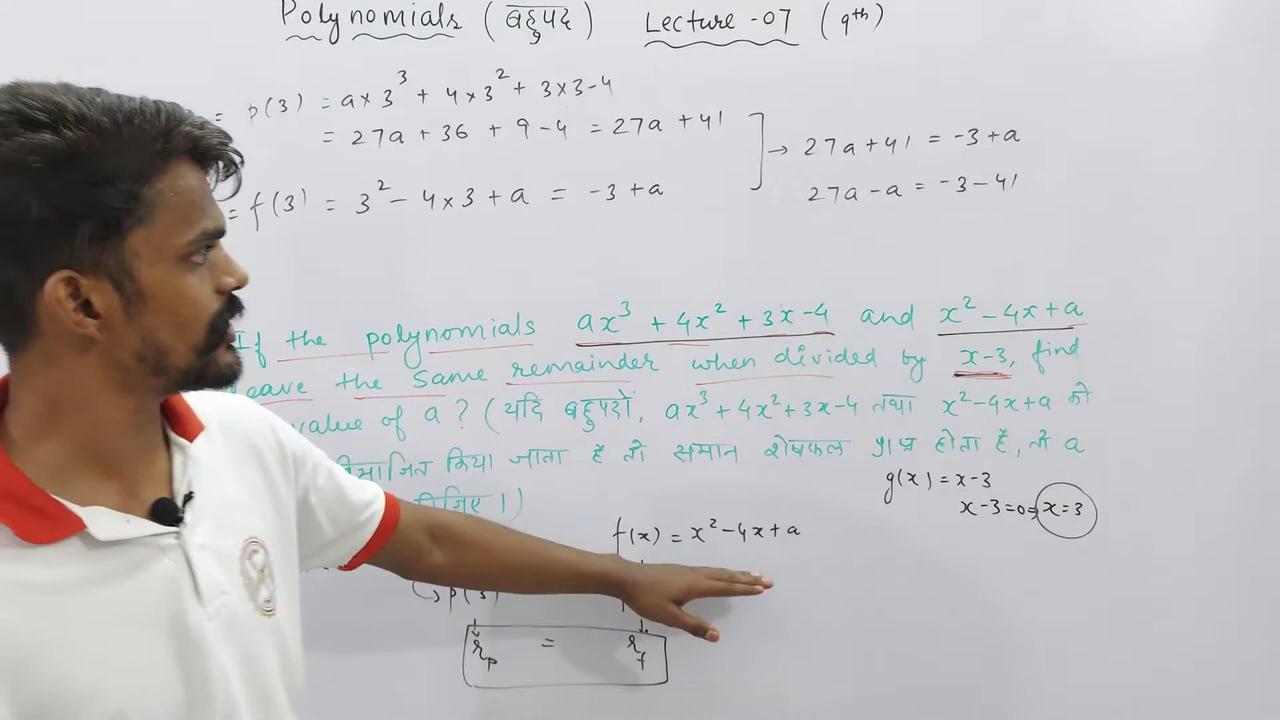 Polynomials (बहुपद) Lecture-07 (9th)
= p(3) = a×3³ + 4×3² + 3×3-4
= 27a + 36 + 9-4 = 27a + 41
→ 27a+41 = -3+a
= f(3) = 3² - 4×3 + a = -3 + a
27a-a = -3-41
If the polynomials ax³ + 4x² + 3x-4 and x² - 4x + a
leave the same remainder when divided by x-3, find
value of a? (यदि बहुपदों, ax³ + 4x² + 3x-4 तथा x²-4x+a को
विभाजित किया जाता है तो समान शेषफल प्राप्त होता है, तो a
g(x) = x-3
x-3=0⇒ x=3
f(x) = x² - 4x + a
p(3)
r_p = r_f